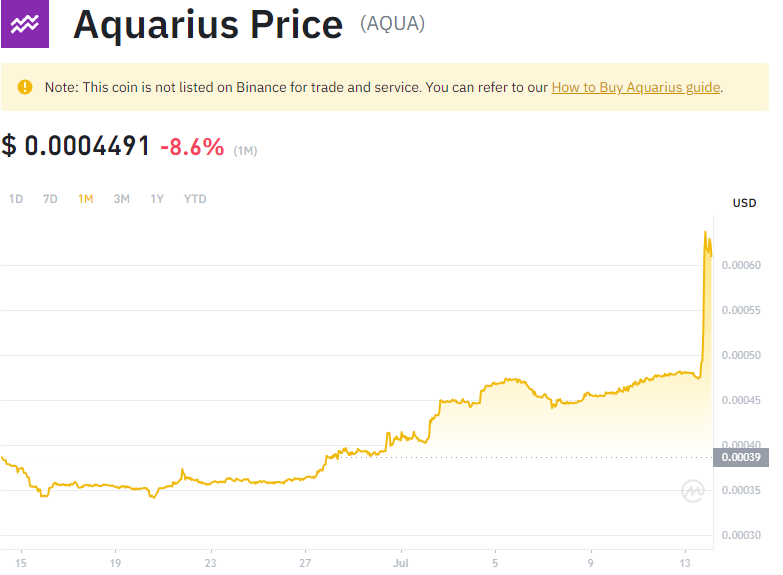 Aquarius Price (AQUA)
Note: This coin is not listed on Binance for trade and service. You can refer to our How to Buy Aquarius guide.
$ 0.0004491 -8.6% (1M)
1D 7D 1M 3M 1Y YTD
USD
0.00060
0.00055
0.00050
0.00045
0.00040
0.00039
0.00035
0.00030
15 19 23 27 Jul 5 9 13